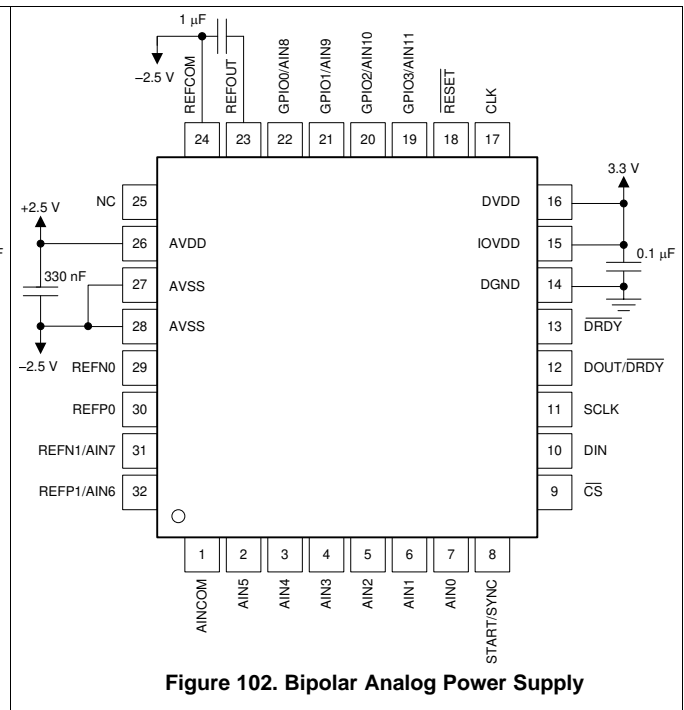 1 μF
–2.5 V
REFCOM
REFOUT
GPIO0/AIN8
GPIO1/AIN9
GPIO2/AIN10
GPIO3/AIN11
RESET
CLK
24
23
22
21
20
19
18
17
NC 25
+2.5 V
26 AVDD
330 nF
27 AVSS
28 AVSS
–2.5 V
REFN0 29
REFP0 30
REFN1/AIN7 31
REFP1/AIN6 32
3.3 V
DVDD 16
IOVDD 15
0.1 μF
DGND 14
13 DRDY
12 DOUT/DRDY
11 SCLK
10 DIN
9 CS
1
2
3
4
5
6
7
8
AINCOM
AIN5
AIN4
AIN3
AIN2
AIN1
AIN0
START/SYNC
F
Figure 102. Bipolar Analog Power Supply